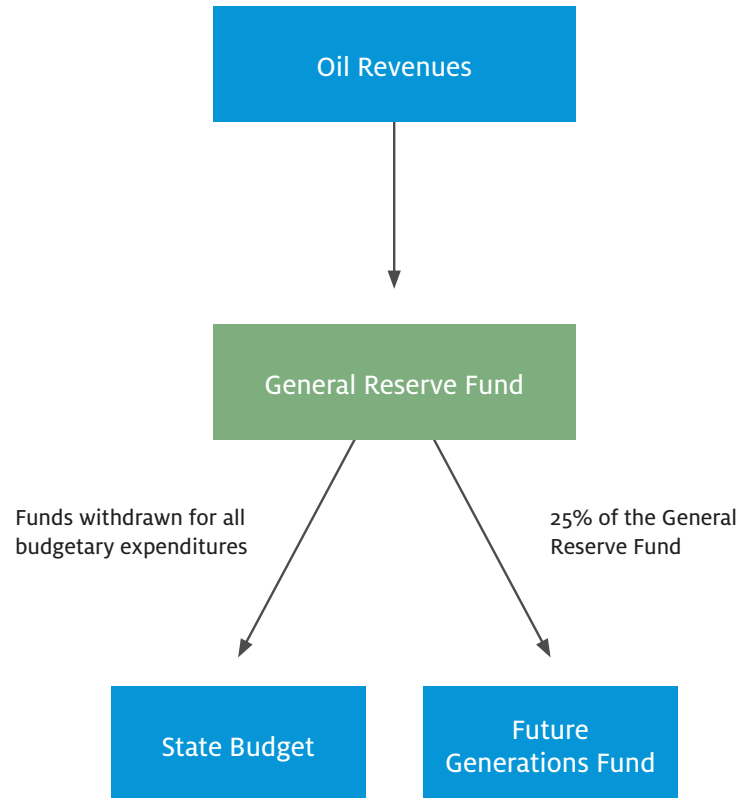 Oil Revenues
General Reserve Fund
Funds withdrawn for all
budgetary expenditures
25% of the General
Reserve Fund
State Budget
Future
Generations Fund